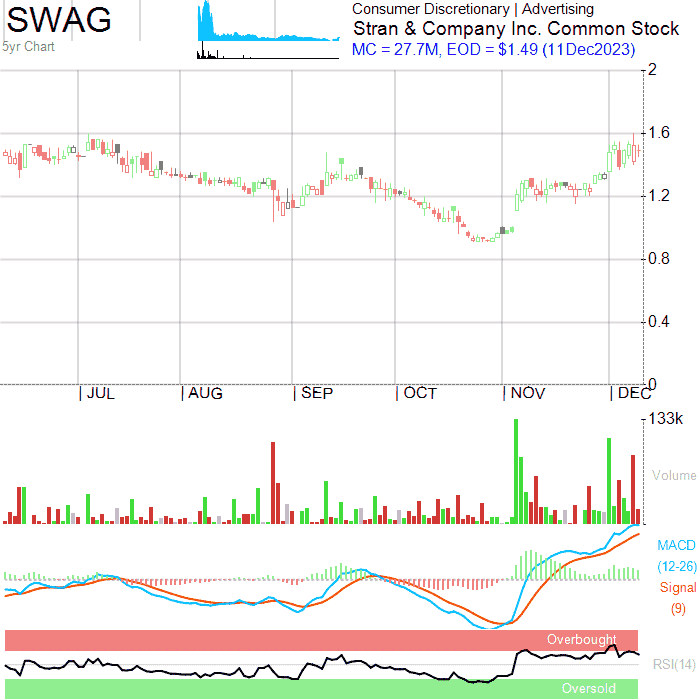 SWAG
5yr Chart
Consumer Discretionary | Advertising
Stran & Company Inc. Common Stock
MC = 27.7M, EOD = $1.49 (11Dec2023)
2
1.6
1.2
0.8
0.4
0
JUL AUG SEP OCT NOV DEC
133k
Volume
MACD
(12-26)
Signal
(9)
Overbought
RSI(14)
Oversold